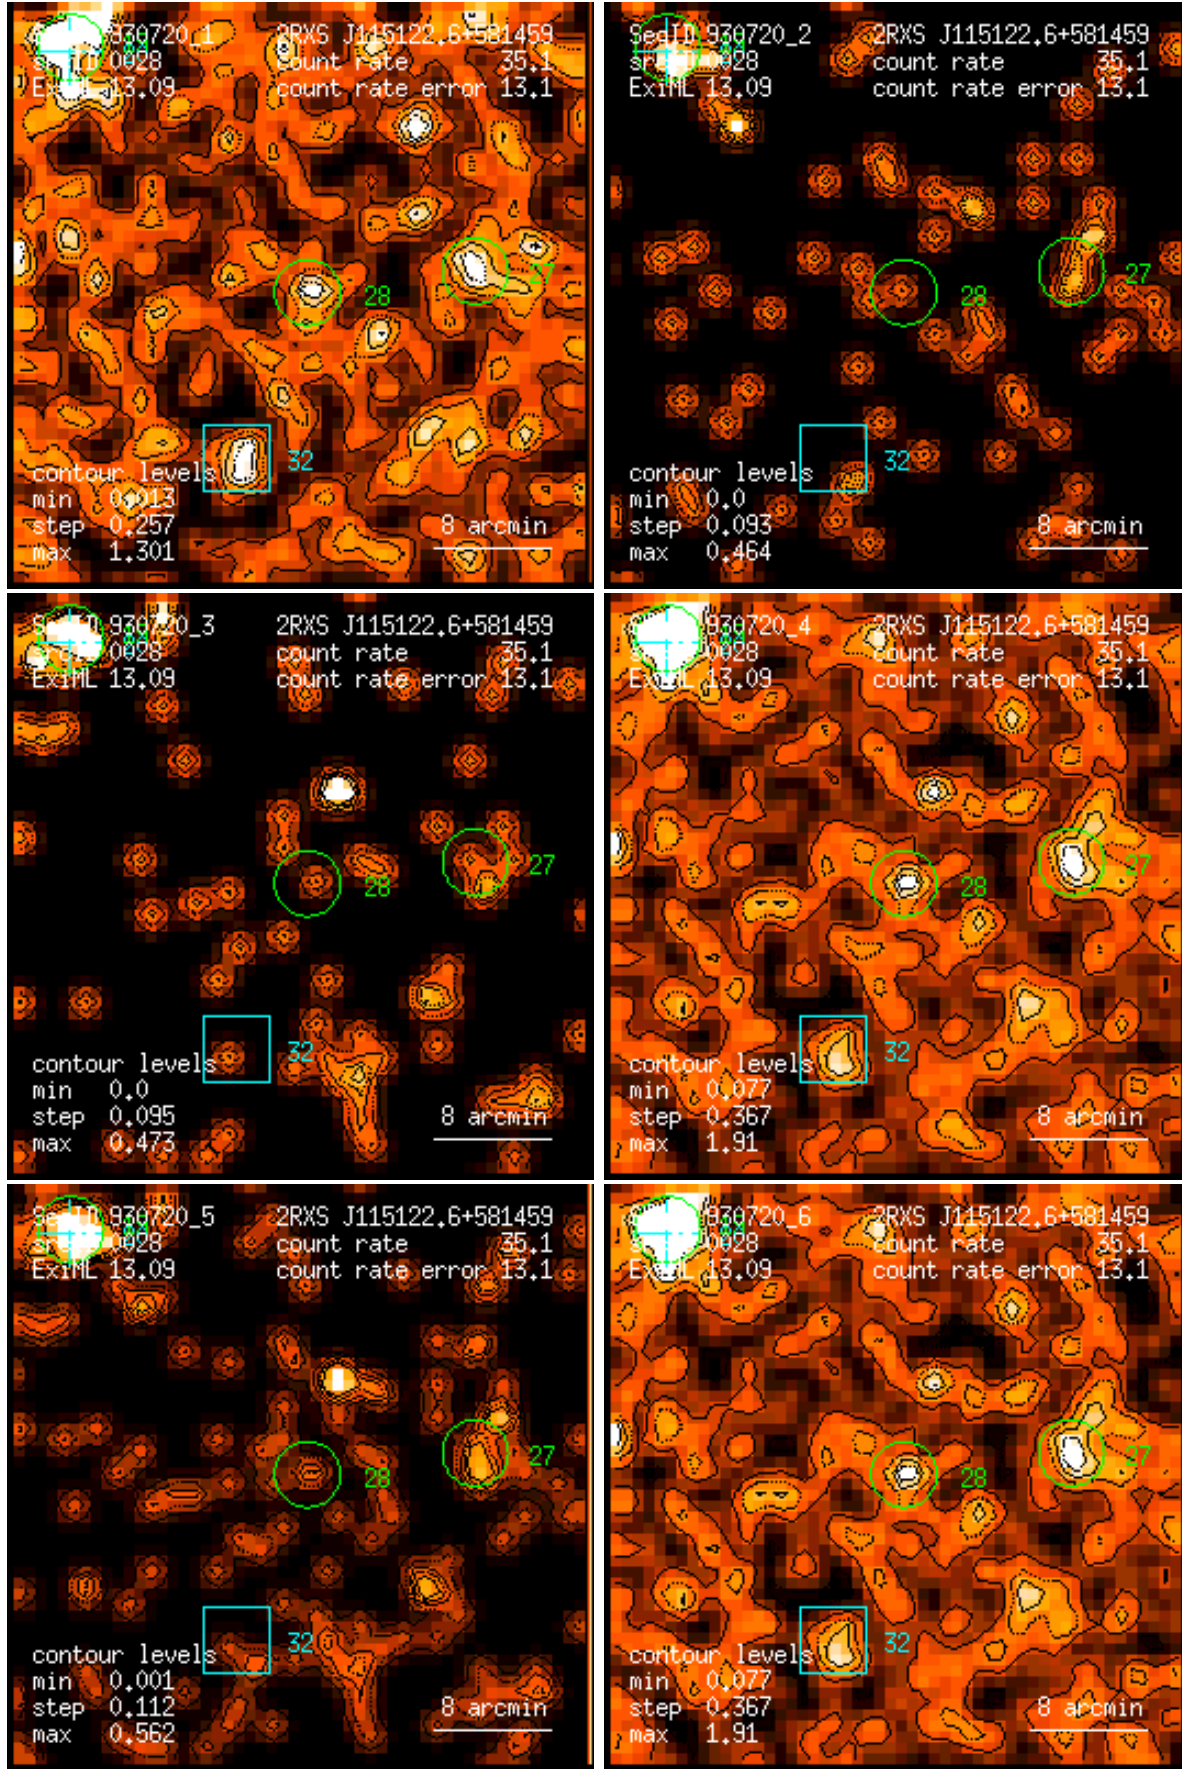 930720_1 2RXS J115122.6+581459
0028 count rate 35.1
ExiML 13.09 count rate error 13.1
28
27
32
contour levels
min 0.013
step 0.257
max 1.301
8 arcmin
SeqID 930720_2 2RXS J115122.6+581459
0028 count rate 35.1
ExiML 13.09 count rate error 13.1
27
28
32
contour levels
min 0.0
step 0.093
max 0.464
8 arcmin
930720_3 2RXS J115122.6+581459
0028 count rate 35.1
ExiML 13.09 count rate error 13.1
27
28
32
contour levels
min 0.0
step 0.095
max 0.473
8 arcmin
930720_4 2RXS J115122.6+581459
0028 count rate 35.1
13.09 count rate error 13.1
27
28
32
contour levels
min 0.077
step 0.367
max 1.91
8 arcmin
930720_5 2RXS J115122.6+581459
0028 count rate 35.1
ExiML 13.09 count rate error 13.1
27
28
32
contour levels
min 0.001
step 0.112
max 0.562
8 arcmin
930720_6 2RXS J115122.6+581459
0028 count rate 35.1
13.09 count rate error 13.1
27
28
32
contour levels
min 0.077
step 0.367
max 1.91
8 arcmin